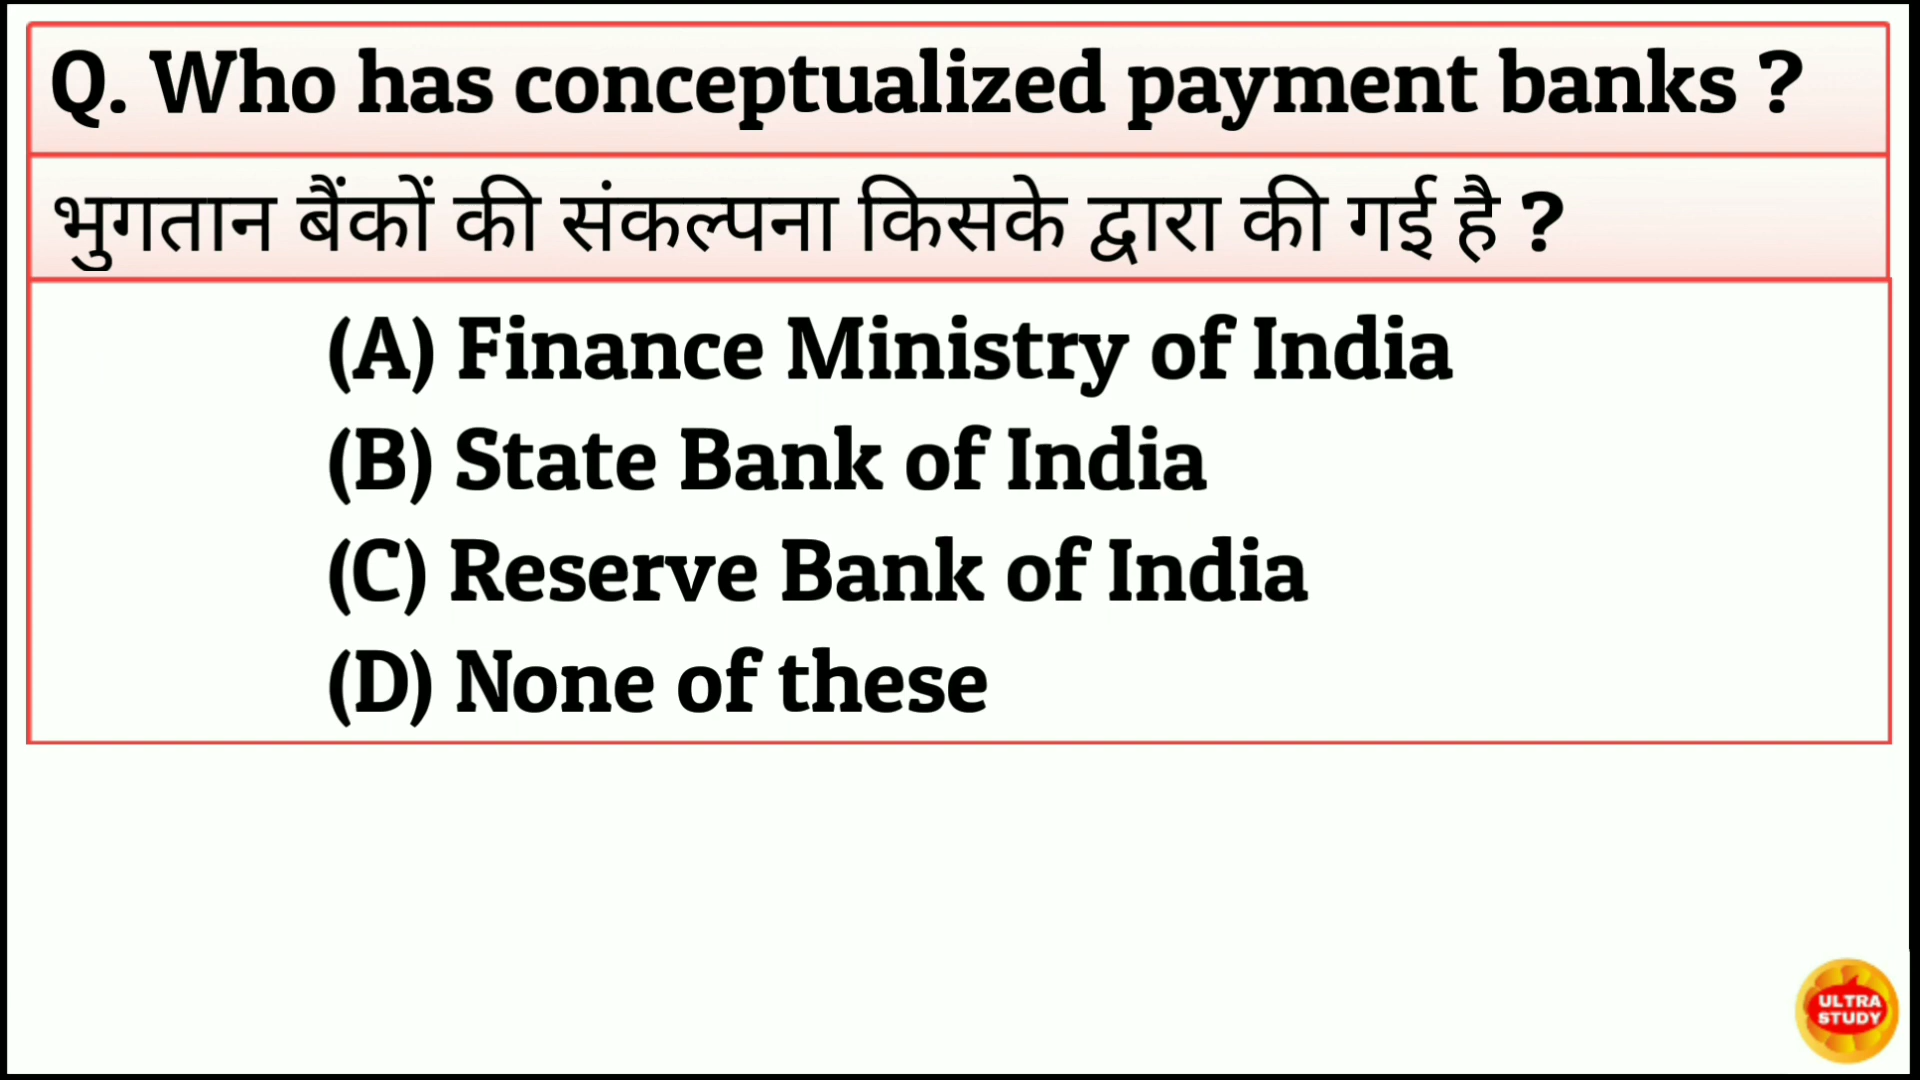 Q. Who has conceptualized payment banks ?
भुगतान बैंकों की संकल्पना किसके द्वारा की गई है ?
(A) Finance Ministry of India
(B) State Bank of India
(C) Reserve Bank of India
(D) None of these
ULTRA
STUDY